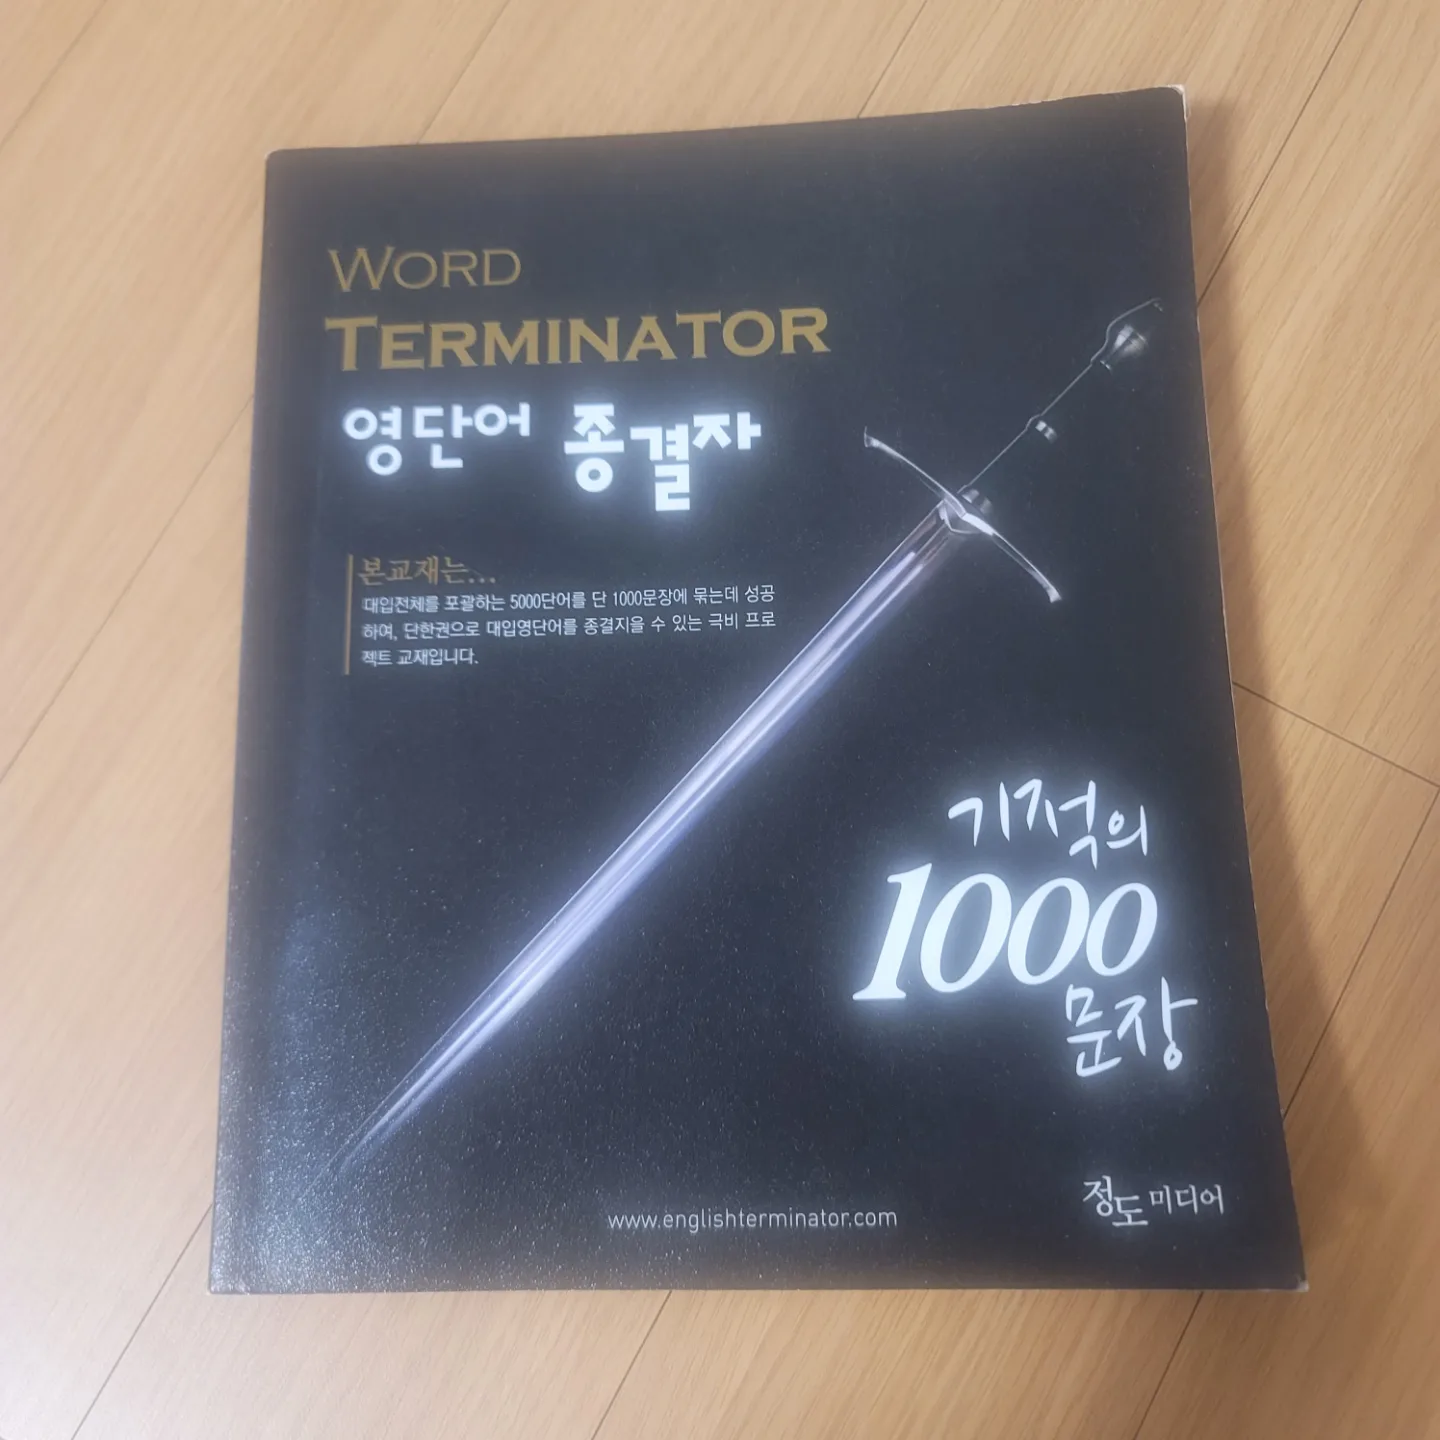 WORD
TERMINATOR
영단어 종결자
본교재는...
대입전체를 포괄하는 5000단어를 단 1000문장에 묶는데 성공
하여, 단한권으로 대입영단어를 종결지을 수 있는 극비 프로
젝트 교재입니다.
기적의
1000
문장
www.englishterminator.com
정도 미디어